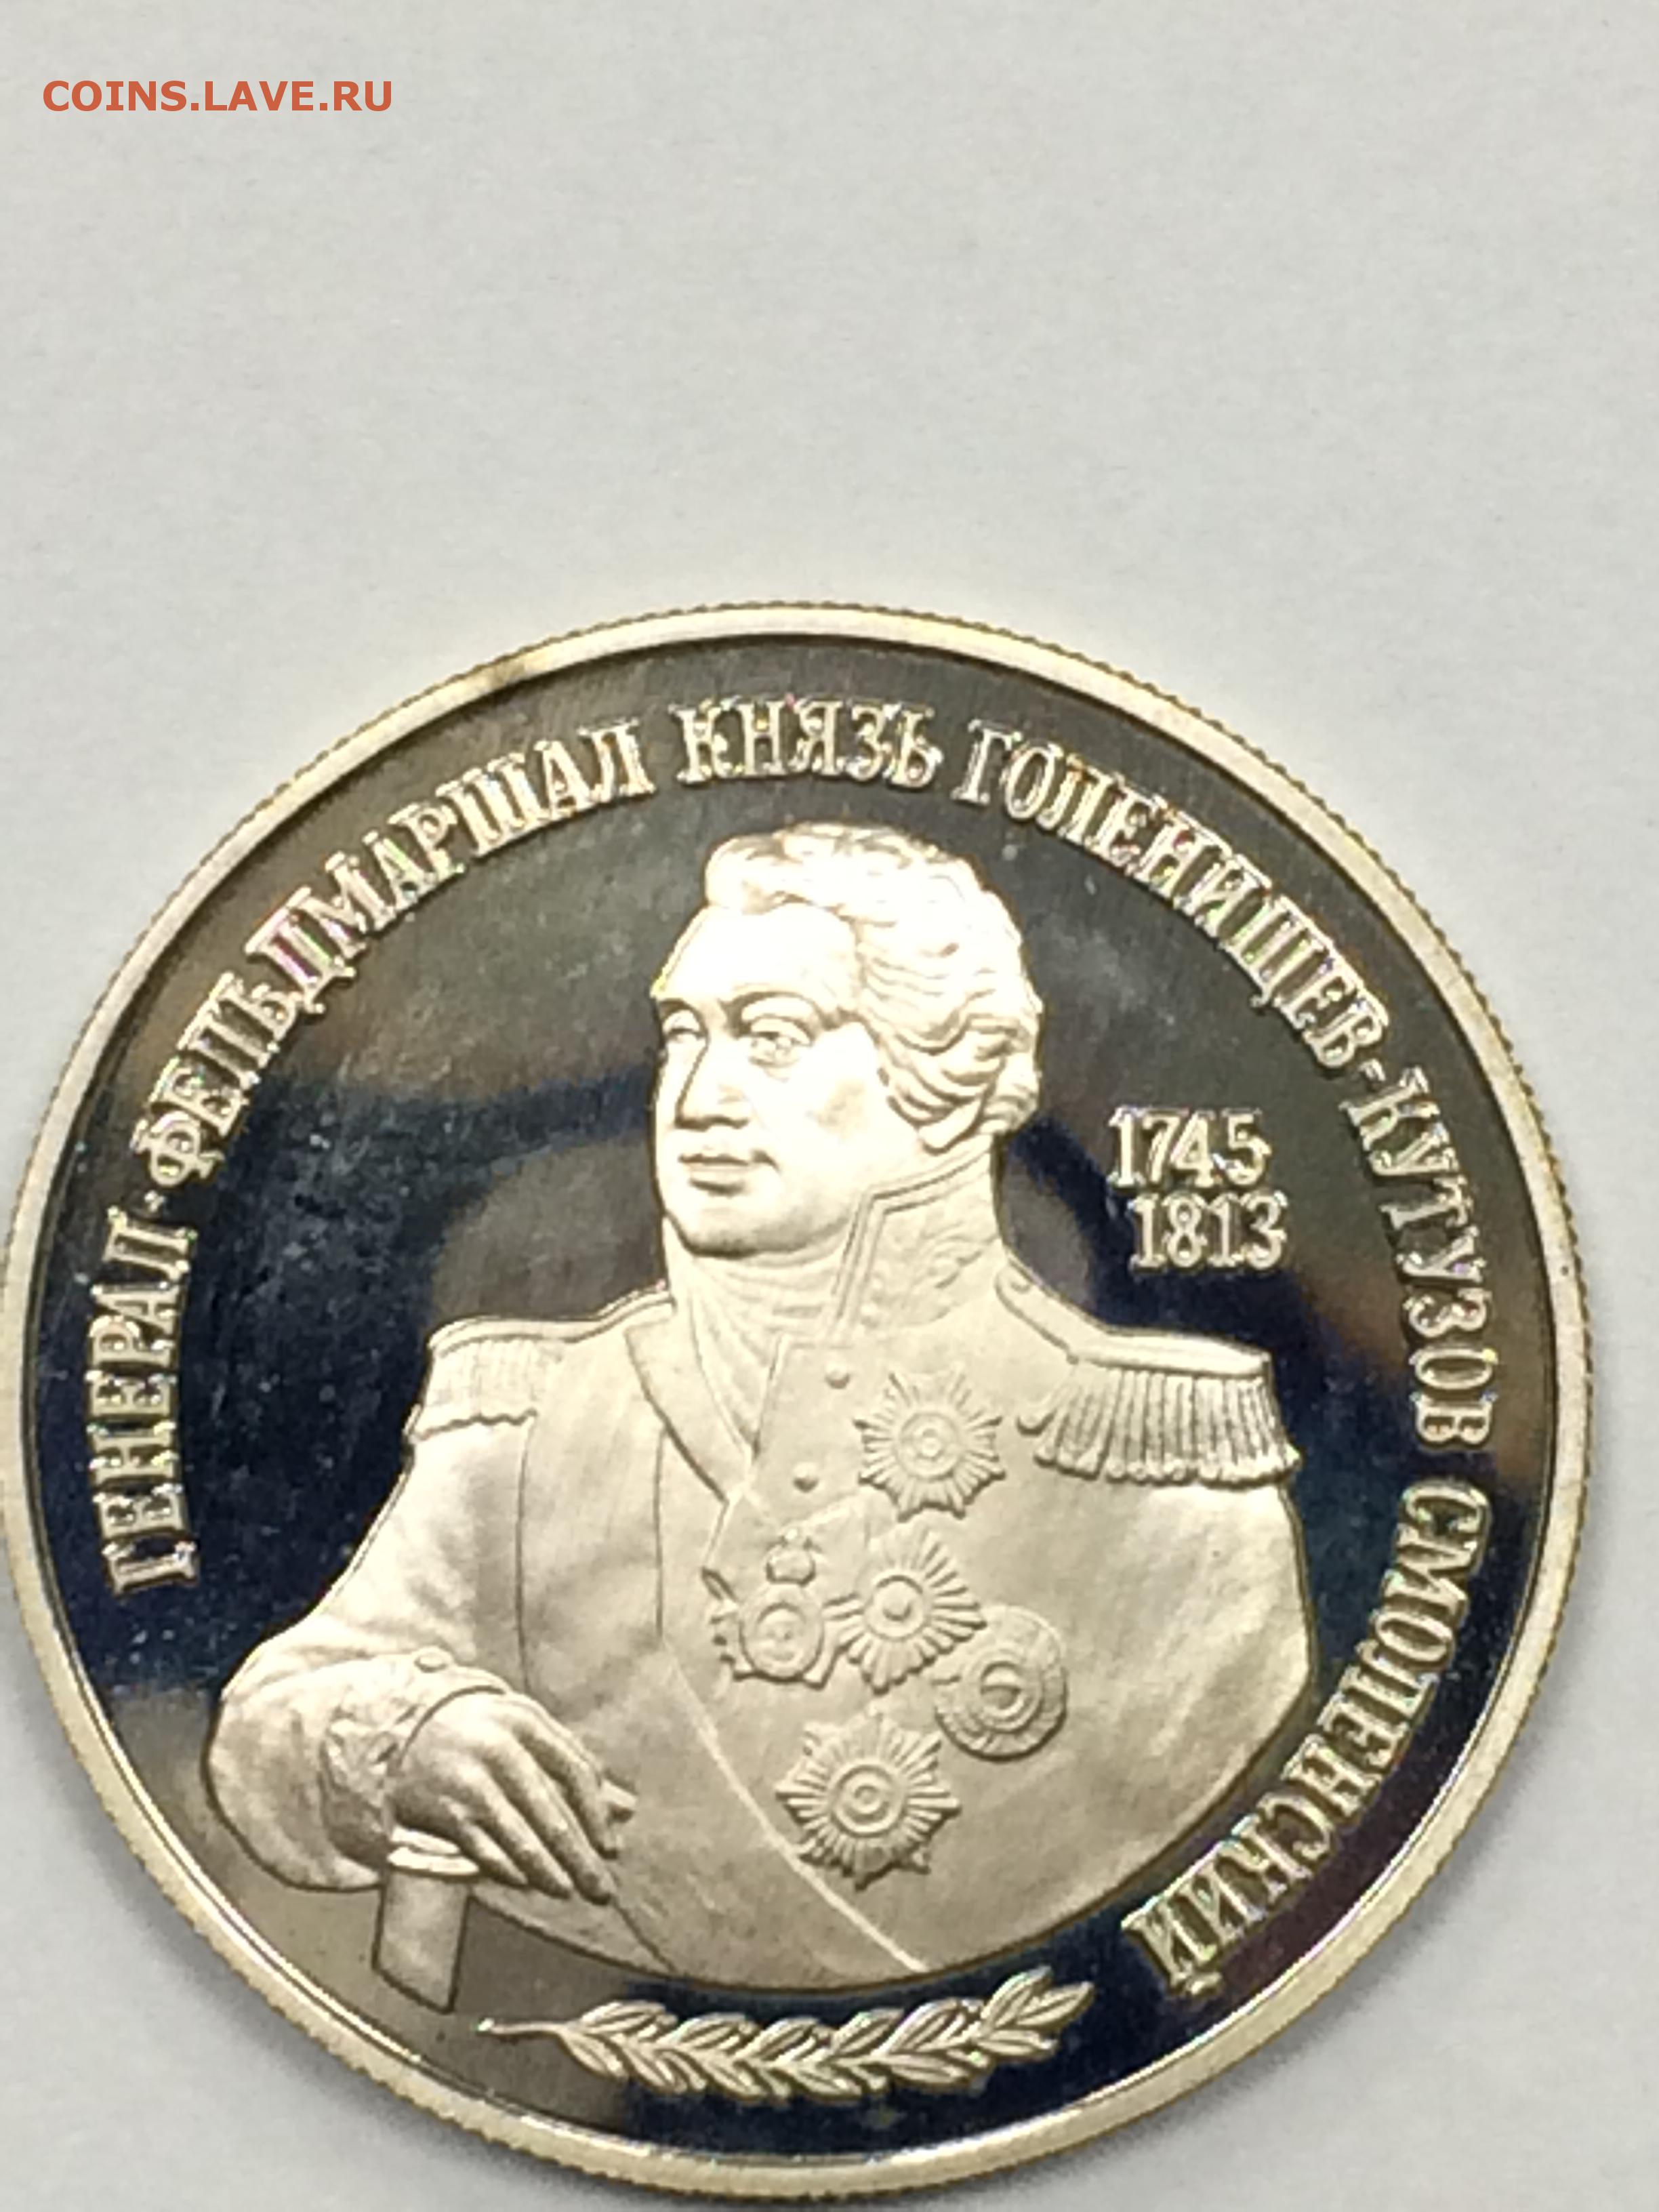 COINS.LAVE.RU
ГЕНЕРАЛ-ФЕЛЬДМАРШАЛ КНЯЗЬ ГОЛЕНИЩЕВ-КУТУЗОВ СМОЛЕНСКИЙ
1745
1813